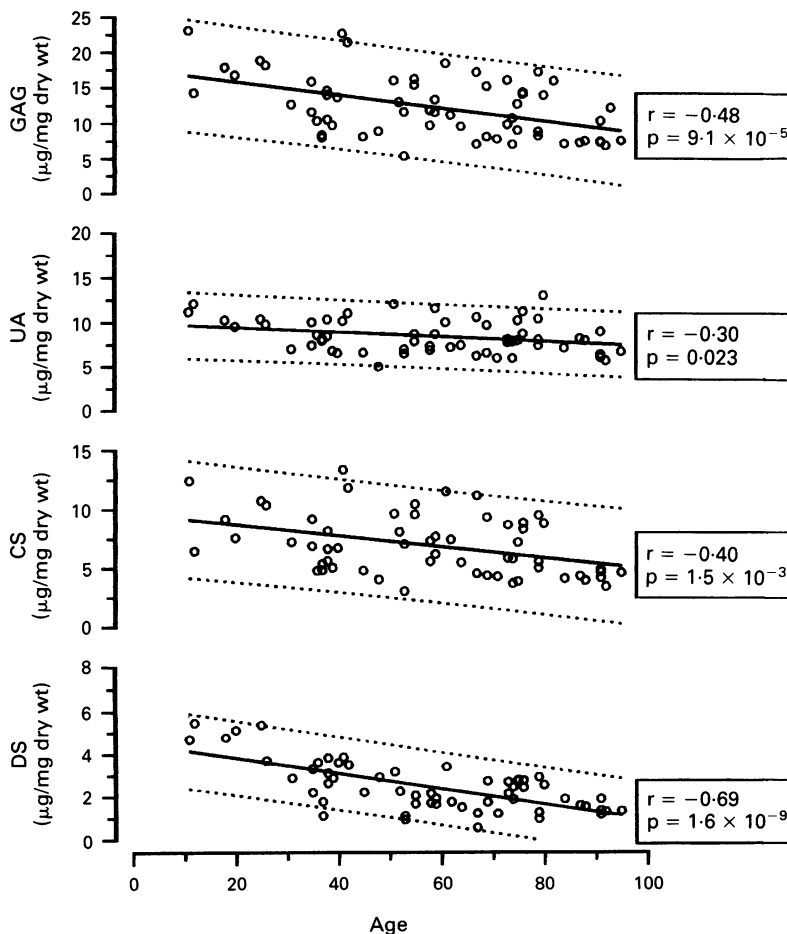 GAG
(μg/mg dry wt)
25
20
15
10
5
0
r = −0·48
p = 9·1 × 10⁻⁵
UA
(μg/mg dry wt)
20
15
10
5
0
r = −0·30
p = 0·023
CS
(μg/mg dry wt)
15
10
5
0
r = −0·40
p = 1·5 × 10⁻³
DS
(μg/mg dry wt)
8
6
4
2
0
r = −0·69
p = 1·6 × 10⁻⁹
0 20 40 60 80 100
Age